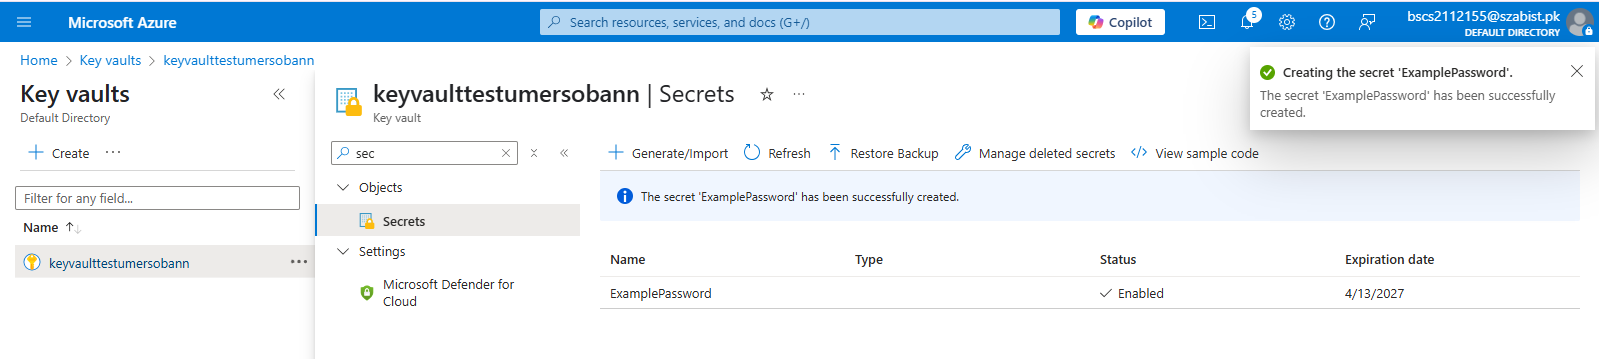 Microsoft Azure
Search resources, services, and docs (G+/)
Copilot
5
bscs2112155@szabist.pk
DEFAULT DIRECTORY
Home > Key vaults > keyvaulttestumersobann
Creating the secret 'ExamplePassword'.
The secret 'ExamplePassword' has been successfully
created.
Key vaults
Default Directory
+ Create ...
Filter for any field...
Name
keyvaulttestumersobann ...
keyvaulttestumersobann | Secrets ...
Key vault
sec
Objects
Secrets
Settings
Microsoft Defender for
Cloud
Generate/Import Refresh Restore Backup Manage deleted secrets View sample code
The secret 'ExamplePassword' has been successfully created.
Name Type Status Expiration date
ExamplePassword Enabled 4/13/2027